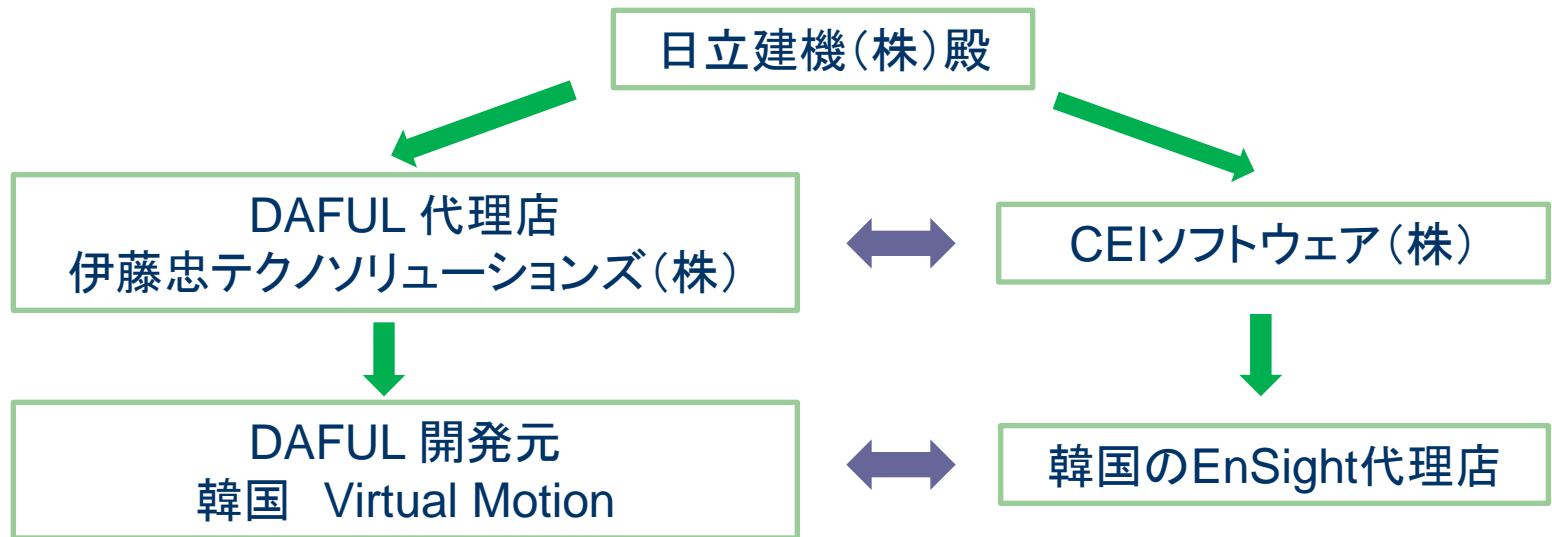 日立建機（株）殿
DAFUL 代理店
伊藤忠テクノソリューションズ（株）
CEIソフトウェア（株）
DAFUL 開発元
韓国　Virtual Motion
韓国のEnSight代理店